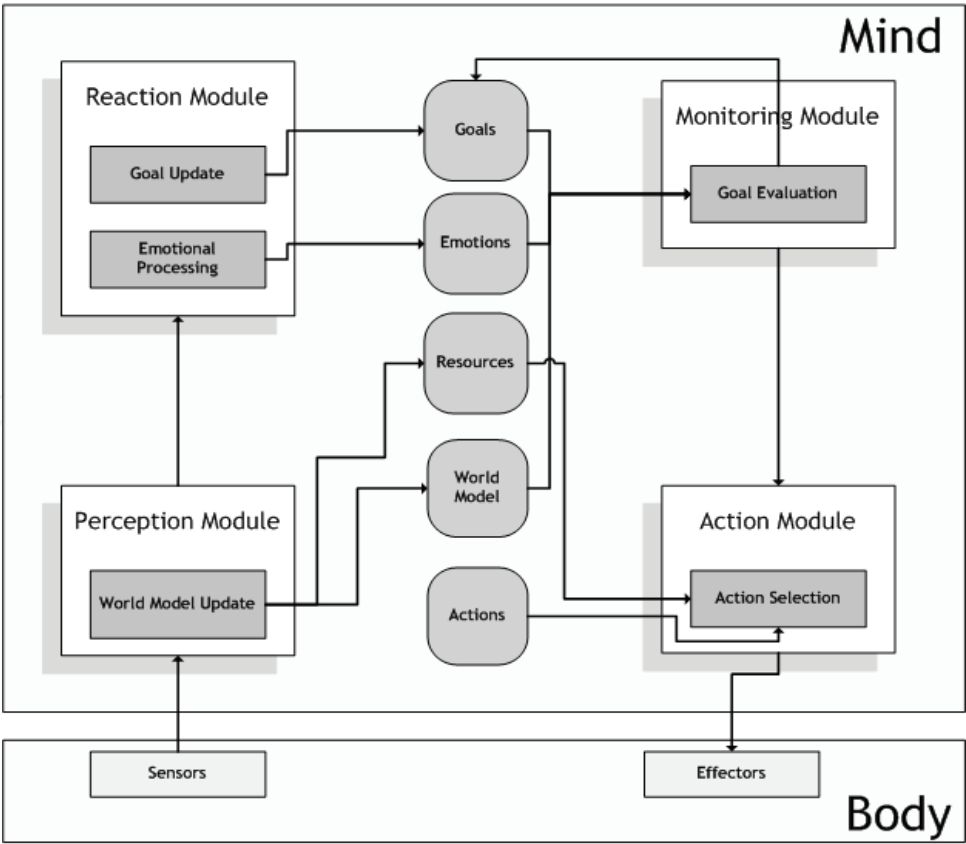 Mind
Reaction Module
Goal Update
Emotional
Processing
Goals
Emotions
Resources
World
Model
Actions
Monitoring Module
Goal Evaluation
Perception Module
World Model Update
Action Module
Action Selection
Sensors
Effectors
Body